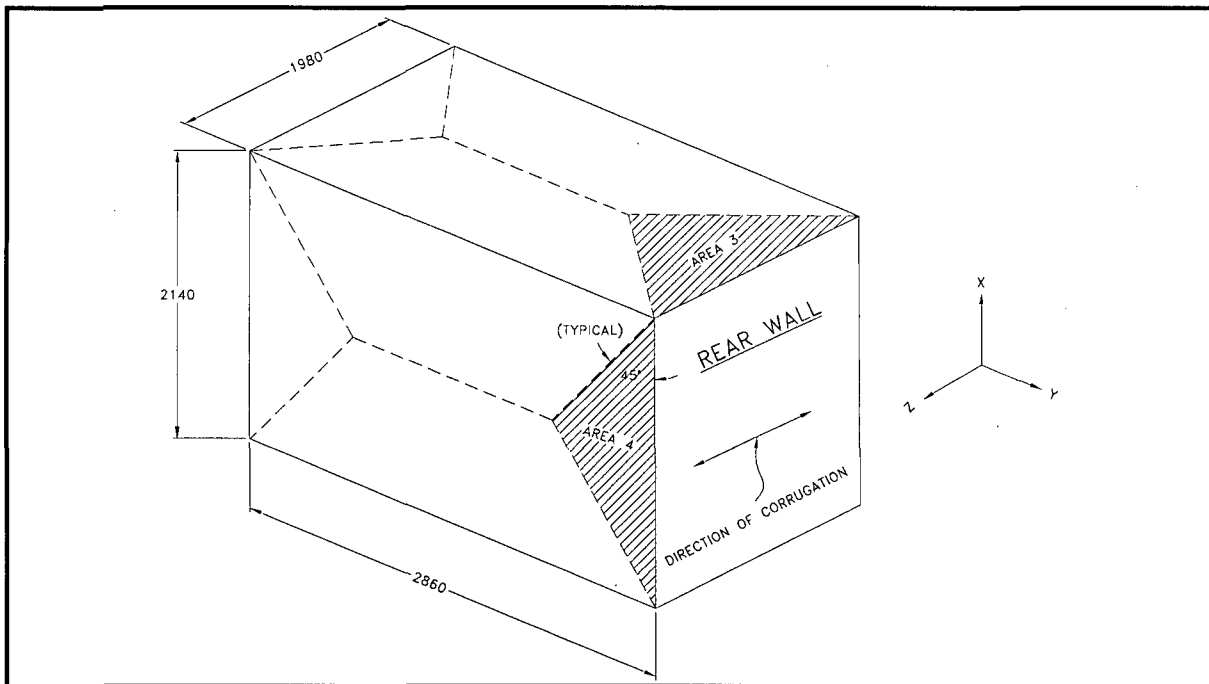 1980
2140
AREA 3
(TYPICAL)
45°
REAR WALL
AREA 4
DIRECTION OF CORRUGATION
2860
X
Y
Z